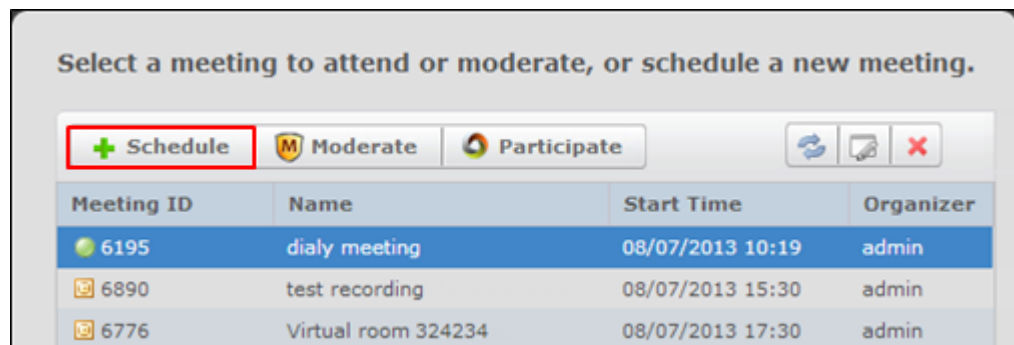 Select a meeting to attend or moderate, or schedule a new meeting.
Schedule M Moderate Participate
Meeting ID Name Start Time Organizer
6195 dialy meeting 08/07/2013 10:19 admin
6890 test recording 08/07/2013 15:30 admin
6776 Virtual room 324234 08/07/2013 17:30 admin